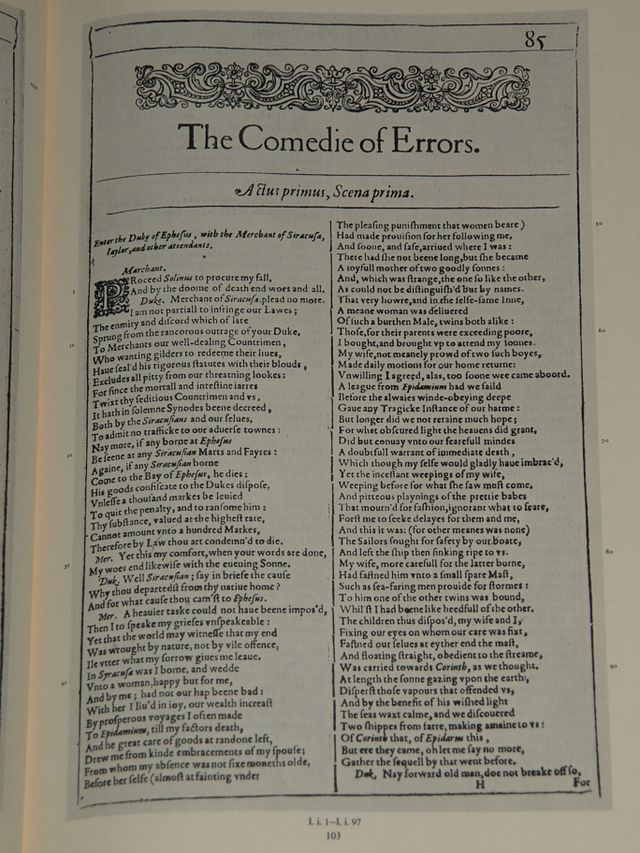 85
The Comedie of Errors.
Actus primus, Scena prima.
Enter the Duke of Epheſus, with the Merchant of Siracuſa,
Iaylor, and other attendants.
Marchant.
PRoceed Solinus to procure my fall,
And by the doome of death end woes and all.
Duke. Merchant of Siracuſa, plead no more.
I am not partiall to infringe our Lawes;
The enmity and diſcord which of late
Sprung from the rancorous outrage of your Duke,
To Merchants our well-dealing Countrimen,
Who wanting gilders to redeeme their liues,
Haue ſeal'd his rigorous ſtatutes with their blouds,
Excludes all pitty from our threatning lookes:
For ſince the mortall and inteſtine iarres
Twixt thy ſeditious Countrimen and vs,
It hath in ſolemne Synodes beene decreed,
Both by the Siracuſians and our ſelues,
To admit no trafficke to our aduerſe townes:
Nay more, if any borne at Epheſus
Be ſeene at any Siracuſian Marts and Fayres:
Againe, if any Siracuſian borne
Come to the Bay of Epheſus, he dies:
His goods confiſcate to the Dukes diſpoſe,
Vnleſſe a thouſand markes be leuied
To quit the penalty, and to ranſome him:
Thy ſubſtance, valued at the higheſt rate,
Cannot amount vnto a hundred Markes,
Therefore by Law thou art condemn'd to die.
Mer. Yet this my comfort, when your words are done,
My woes end likewiſe with the euening Sonne.
Duk. Well Siracuſian; ſay in briefe the cauſe
Why thou departedſt from thy natiue home?
And for what cauſe thou cam'ſt to Epheſus.
Mer. A heauier taske could not haue beene impos'd,
Then I to ſpeake my griefes vnſpeakeable:
Yet that the world may witneſſe that my end
Was wrought by nature, not by vile offence,
Ile vtter what my ſorrow giues me leaue.
In Syracuſa was I borne, and wedde
Vnto a woman, happy but for me,
And by me; had not our hap beene bad:
With her I liu'd in ioy, our wealth increaſt
By proſperous voyages I often made
To Epidamium, till my factors death,
And he great care of goods at randone left,
Drew me from kinde embracements of my ſpouſe;
From whom my abſence was not ſixe moneths olde,
Before her ſelfe (almoſt at fainting vnder
The pleaſing puniſhment that women beare)
Had made prouiſion for her following me,
And ſoone, and ſafe, arriued where I was:
There had ſhe not beene long, but ſhe became
A ioyfull mother of two goodly ſonnes:
And, which was ſtrange, the one ſo like the other,
As could not be diſtinguiſh'd but by names.
That very howre, and in the ſelfe-ſame Inne,
A meane woman was deliuered
Of ſuch a burthen Male, twins both alike:
Thoſe, for their parents were exceeding poore,
I bought, and brought vp to attend my ſonnes.
My wife, not meanely prowd of two ſuch boyes,
Made daily motions for our home returne:
Vnwilling I agreed, alas, too ſoone wee came aboord.
A league from Epidamium had we ſaild
Before the alwaies winde-obeying deepe
Gaue any Tragicke Inſtance of our harme:
But longer did we not retaine much hope;
For what obſcured light the heauens did grant,
Did but conuay vnto our fearefull mindes
A doubtfull warrant of immediate death,
Which though my ſelfe would gladly haue imbrac'd,
Yet the inceſſant weepings of my wife,
Weeping before for what ſhe ſaw muſt come,
And pitteous playnings of the prettie babes
That mourn'd for faſhion, ignorant what to feare,
Forſt me to ſeeke delayes for them and me,
And this it was: (for other meanes was none)
The Sailors ſought for ſafety by our boate,
And left the ſhip then ſinking ripe to vs.
My wife, more carefull for the latter borne,
Had faſtned him vnto a ſmall ſpare Maſt,
Such as ſea-faring men prouide for ſtormes:
To him one of the other twins was bound,
Whil'ſt I had beene like heedfull of the other.
The children thus diſpos'd, my wife and I,
Fixing our eyes on whom our care was fixt,
Faſtned our ſelues at eyther end the maſt,
And floating ſtraight, obedient to the ſtreame,
Was carried towards Corinth, as we thought.
At length the ſonne gazing vpon the earth,
Diſperſt thoſe vapours that offended vs,
And by the benefit of his wiſhed light
The ſeas waxt calme, and we diſcouered
Two ſhippes from farre, making amaine to vs:
Of Corinth that, of Epidarus this,
But ere they came, oh let me ſay no more,
Gather the ſequell by that went before.
Duk. Nay forward old man, doe not breake off ſo,
H For
I. i. 1–I. i. 97
103